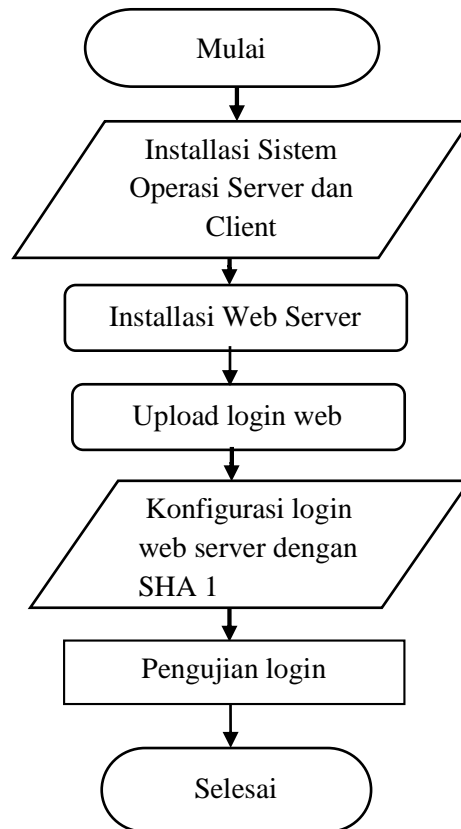 Mulai
Installasi Sistem
Operasi Server dan
Client
Installasi Web Server
Upload login web
Konfigurasi login
web server dengan
SHA 1
Pengujian login
Selesai